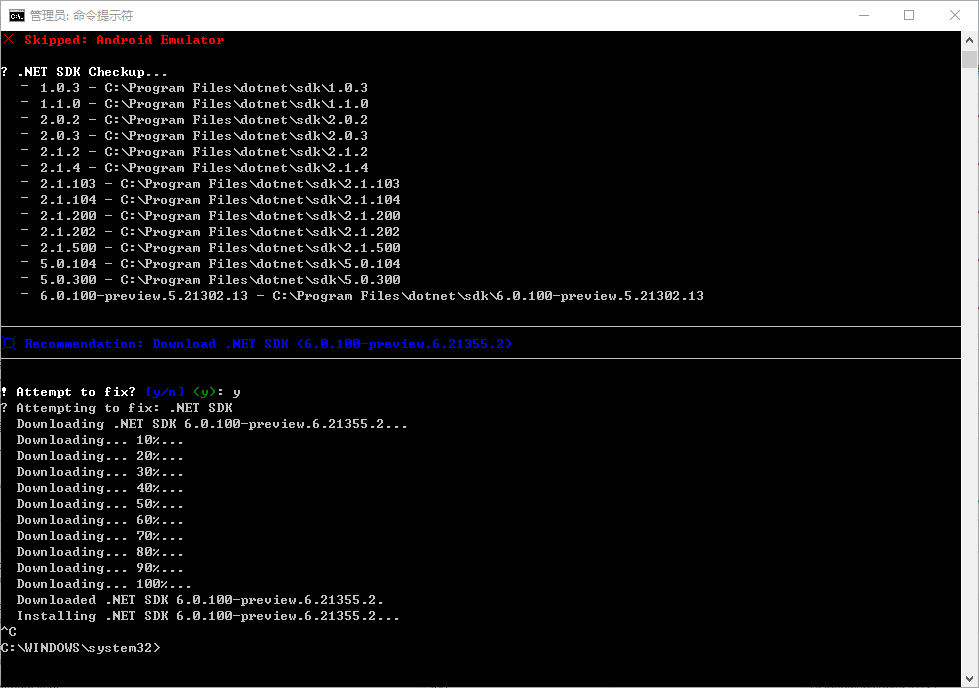 管理员: 命令提示符
X Skipped: Android Emulator
? .NET SDK Checkup...
- 1.0.3 - C:\Program Files\dotnet\sdk\1.0.3
- 1.1.0 - C:\Program Files\dotnet\sdk\1.1.0
- 2.0.2 - C:\Program Files\dotnet\sdk\2.0.2
- 2.0.3 - C:\Program Files\dotnet\sdk\2.0.3
- 2.1.2 - C:\Program Files\dotnet\sdk\2.1.2
- 2.1.4 - C:\Program Files\dotnet\sdk\2.1.4
- 2.1.103 - C:\Program Files\dotnet\sdk\2.1.103
- 2.1.104 - C:\Program Files\dotnet\sdk\2.1.104
- 2.1.200 - C:\Program Files\dotnet\sdk\2.1.200
- 2.1.202 - C:\Program Files\dotnet\sdk\2.1.202
- 2.1.500 - C:\Program Files\dotnet\sdk\2.1.500
- 5.0.104 - C:\Program Files\dotnet\sdk\5.0.104
- 5.0.300 - C:\Program Files\dotnet\sdk\5.0.300
- 6.0.100-preview.5.21302.13 - C:\Program Files\dotnet\sdk\6.0.100-preview.5.21302.13
Recommendation: Download .NET SDK (6.0.100-preview.6.21355.2)
! Attempt to fix? [y/n] (y): y
? Attempting to fix: .NET SDK
Downloading .NET SDK 6.0.100-preview.6.21355.2...
Downloading... 10%...
Downloading... 20%...
Downloading... 30%...
Downloading... 40%...
Downloading... 50%...
Downloading... 60%...
Downloading... 70%...
Downloading... 80%...
Downloading... 90%...
Downloading... 100%...
Downloaded .NET SDK 6.0.100-preview.6.21355.2.
Installing .NET SDK 6.0.100-preview.6.21355.2...
^C
C:\WINDOWS\system32>